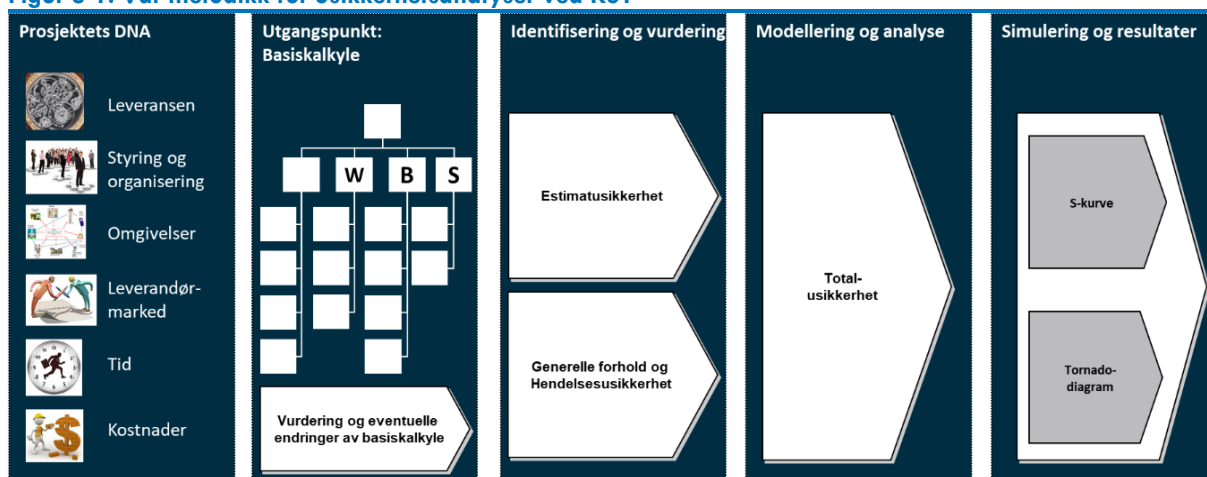 Prosjektets DNA
Leveransen
Styring og
organisering
Omgivelser
Leverandør-
marked
Tid
Kostnader
Utgangspunkt:
Basiskalkyle
W B S
Vurdering og eventuelle
endringer av basiskalkyle
Identifisering og vurdering
Estimatusikkerhet
Generelle forhold og
Hendelsesusikkerhet
Modellering og analyse
Total-
usikkerhet
Simulering og resultater
S-kurve
Tornado-
diagram